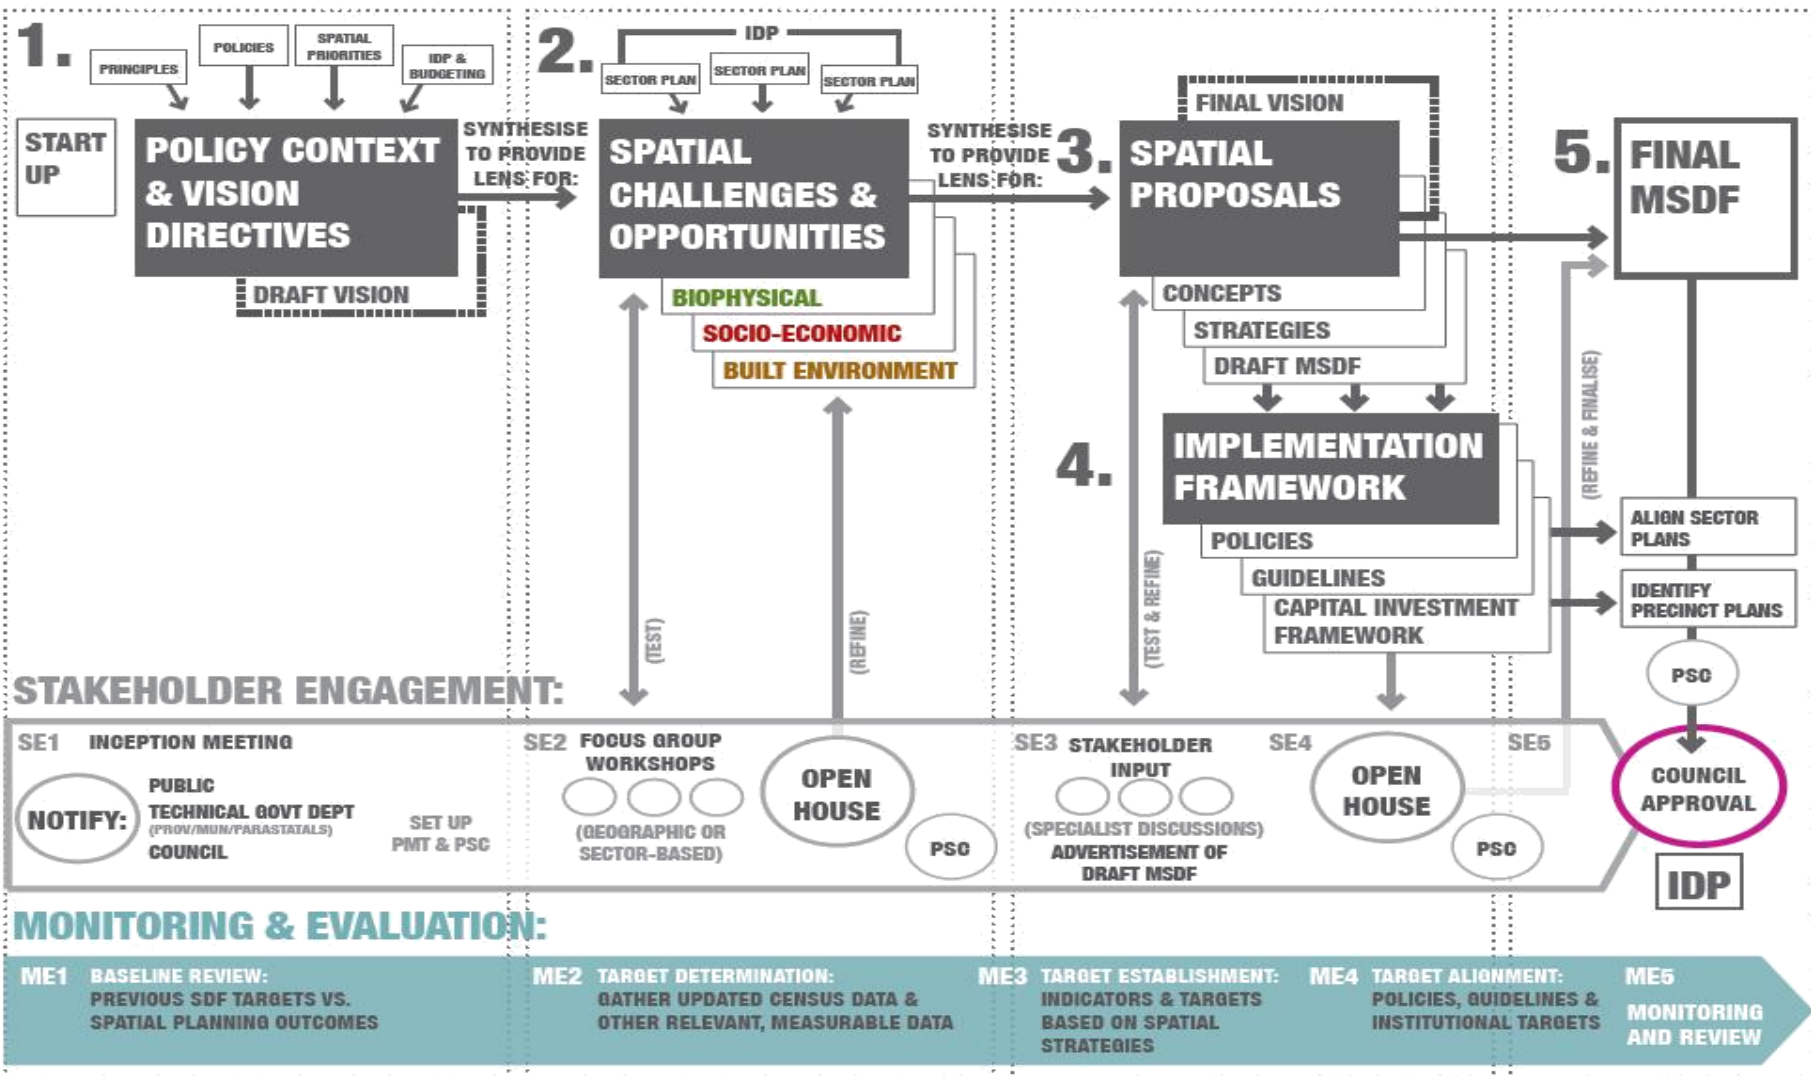 1.
PRINCIPLES
POLICIES
SPATIAL
PRIORITIES
IDP &
BUDGETING
START
UP
POLICY CONTEXT
& VISION
DIRECTIVES
DRAFT VISION
SYNTHESISE
TO PROVIDE
LENS FOR:
2.
IDP
SECTOR PLAN
SECTOR PLAN
SECTOR PLAN
SPATIAL
CHALLENGES &
OPPORTUNITIES
BIOPHYSICAL
SOCIO-ECONOMIC
BUILT ENVIRONMENT
SYNTHESISE
TO PROVIDE
LENS FOR:
3.
FINAL VISION
SPATIAL
PROPOSALS
CONCEPTS
STRATEGIES
DRAFT MSDF
4.
IMPLEMENTATION
FRAMEWORK
POLICIES
GUIDELINES
CAPITAL INVESTMENT
FRAMEWORK
5.
FINAL
MSDF
(REFINE & FINALISE)
ALIGN SECTOR
PLANS
IDENTIFY
PRECINCT PLANS
PSC
(TEST)
(REFINE)
(TEST & REFINE)
STAKEHOLDER ENGAGEMENT:
SE1 INCEPTION MEETING
NOTIFY:
PUBLIC
TECHNICAL GOVT DEPT
(PROV/MUN/PARASTATALS)
COUNCIL
SET UP
PMT & PSC
SE2 FOCUS GROUP
WORKSHOPS
(GEOGRAPHIC OR
SECTOR-BASED)
OPEN
HOUSE
PSC
SE3 STAKEHOLDER
INPUT
(SPECIALIST DISCUSSIONS)
ADVERTISEMENT OF
DRAFT MSDF
SE4
OPEN
HOUSE
PSC
SE5
COUNCIL
APPROVAL
IDP
MONITORING & EVALUATION:
ME1 BASELINE REVIEW:
PREVIOUS SDF TARGETS VS.
SPATIAL PLANNING OUTCOMES
ME2 TARGET DETERMINATION:
GATHER UPDATED CENSUS DATA &
OTHER RELEVANT, MEASURABLE DATA
ME3 TARGET ESTABLISHMENT:
INDICATORS & TARGETS
BASED ON SPATIAL
STRATEGIES
ME4 TARGET ALIGNMENT:
POLICIES, GUIDELINES &
INSTITUTIONAL TARGETS
ME5
MONITORING
AND REVIEW